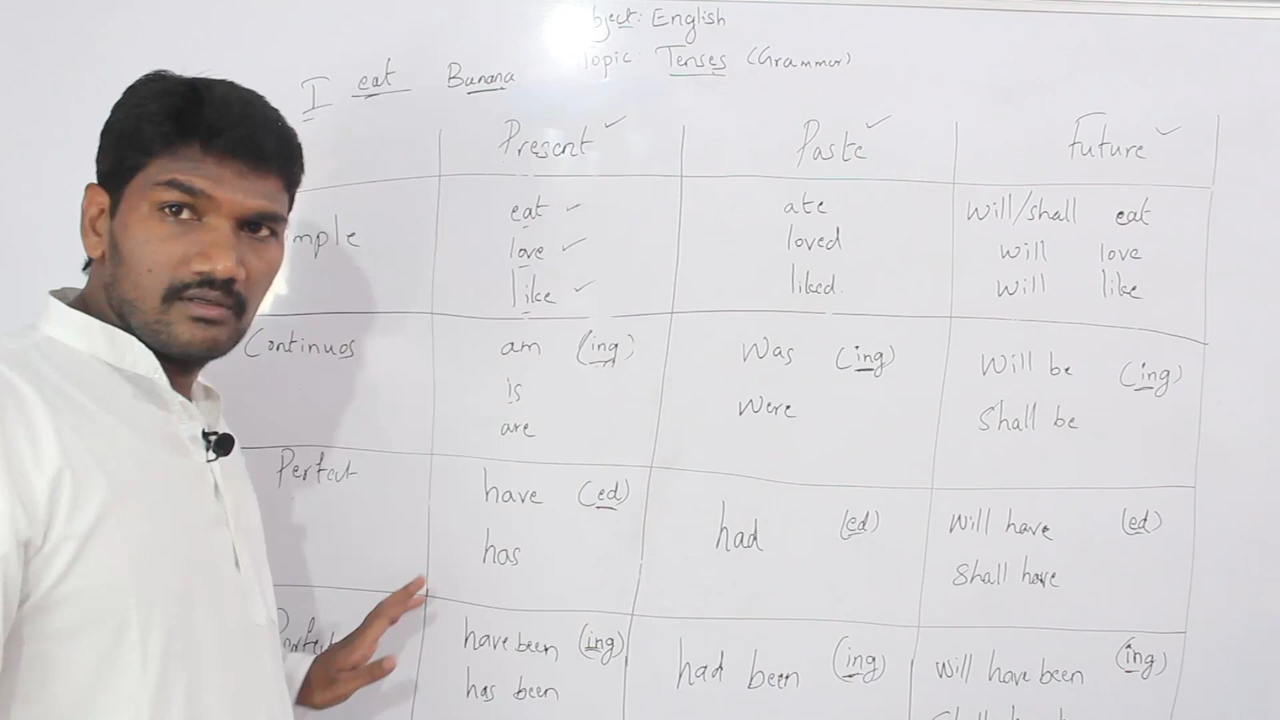 bject: English
Topic: Tenses (Grammar)
I eat Banana
Present ✓ Paste ✓ Future ✓
mple
eat ✓ ate will/shall eat
love ✓ loved will love
like ✓ liked. will like
Continuos
am (ing) Was (ing) Will be (ing)
is Were Shall be
are
Perfect
have (ed) had (ed) Will have (ed)
has Shall have
have been (ing) had been (ing) will have been (ing)
has been